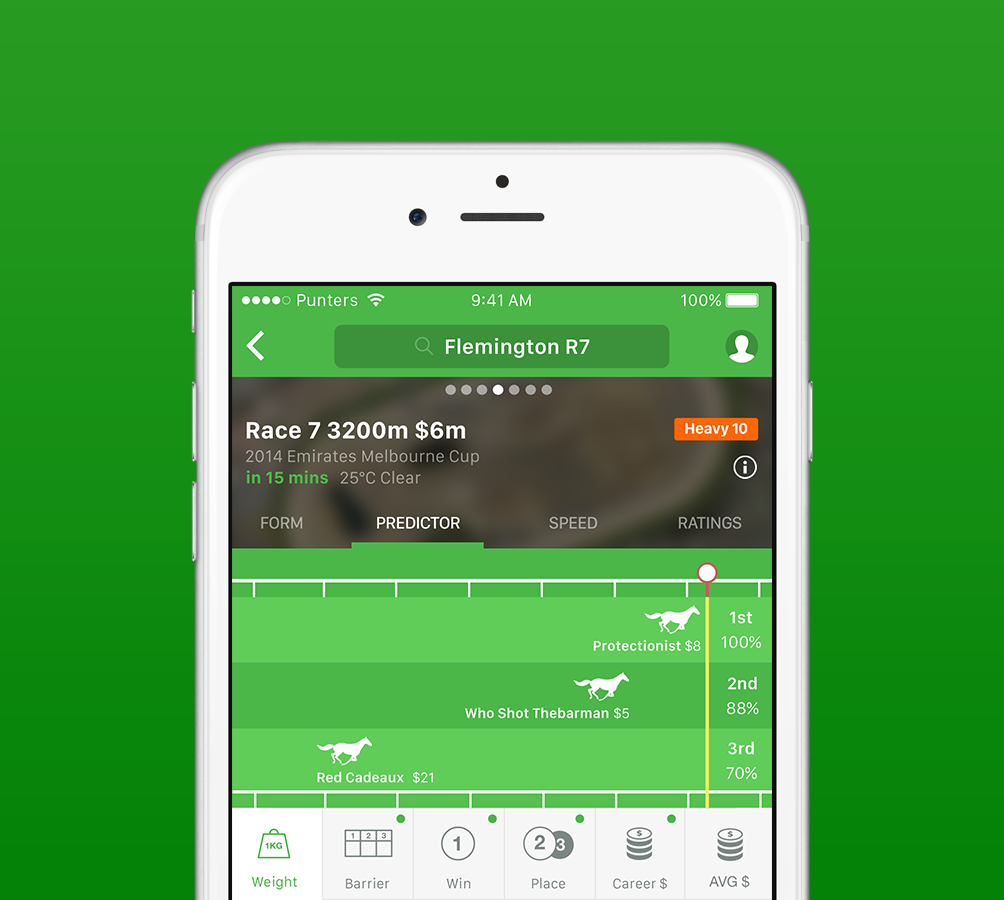 Punters 9:41 AM 100%
Flemington R7
Race 7 3200m $6m
Heavy 10
2014 Emirates Melbourne Cup
in 15 mins 25°C Clear
FORM PREDICTOR SPEED RATINGS
1st
Protectionist $8 100%
2nd
Who Shot Thebarman $5 88%
3rd
Red Cadeaux $21 70%
1KG 1 2 3 1 2 3 $ $
Weight Barrier Win Place Career $ AVG $